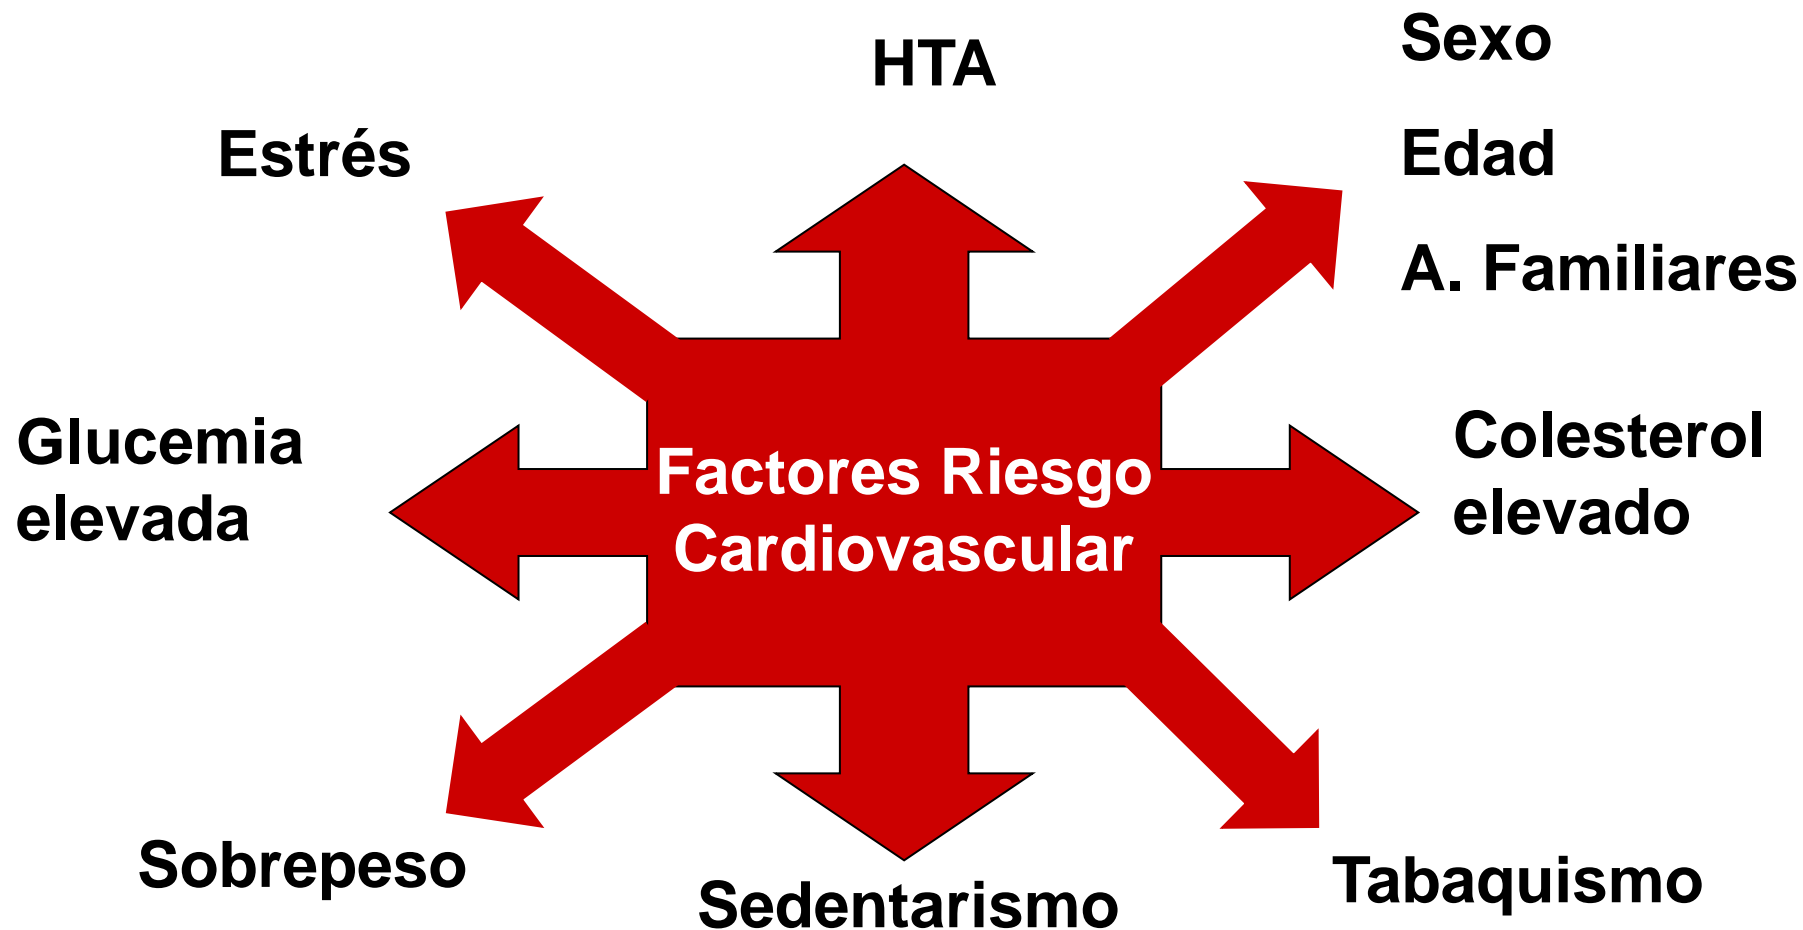 HTA
Sexo
Estrés
Edad
A. Familiares
Glucemia
elevada
Factores Riesgo
Cardiovascular
Colesterol
elevado
Sobrepeso
Sedentarismo
Tabaquismo